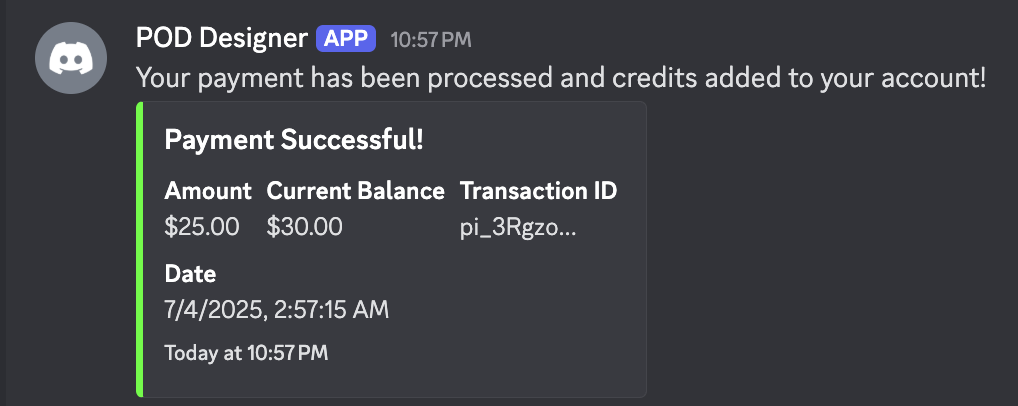 POD Designer APP 10:57 PM
Your payment has been processed and credits added to your account!
Payment Successful!
Amount Current Balance Transaction ID
$25.00 $30.00 pi_3Rgzo...
Date
7/4/2025, 2:57:15 AM
Today at 10:57 PM